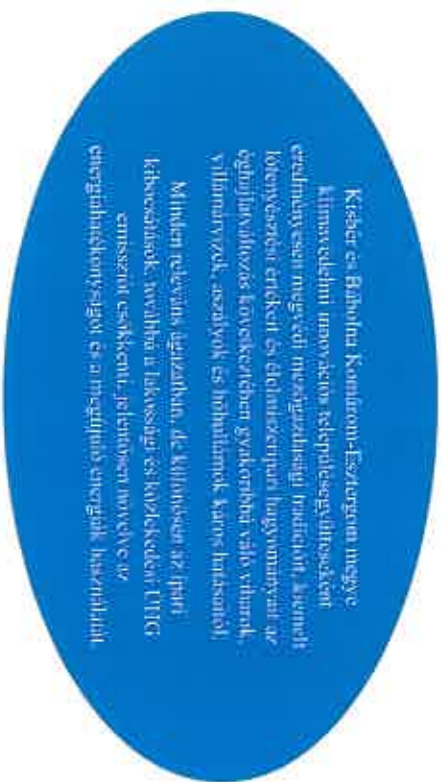 Kisbér és Bábolna Komárom-Esztergom megye
klímavédelmi innovációs településegyütteseként
eredményesen megvédi mezőgazdasági tradícióit, kiemelt
lótenyésztési értékeit és élelmiszeripari hagyományait az
éghajlatváltozás következtében gyakoribbá váló viharok,
villámárvizek, aszályok és hőhullámok káros hatásaitól.
Minden releváns ágazatban, de különösen az ipari
kibocsátások, továbbá a lakossági és közlekedési ÜHG
emissziót csökkenti, jelentősen növelve az
energiahatékonyságot és a megújuló energiák használatát.